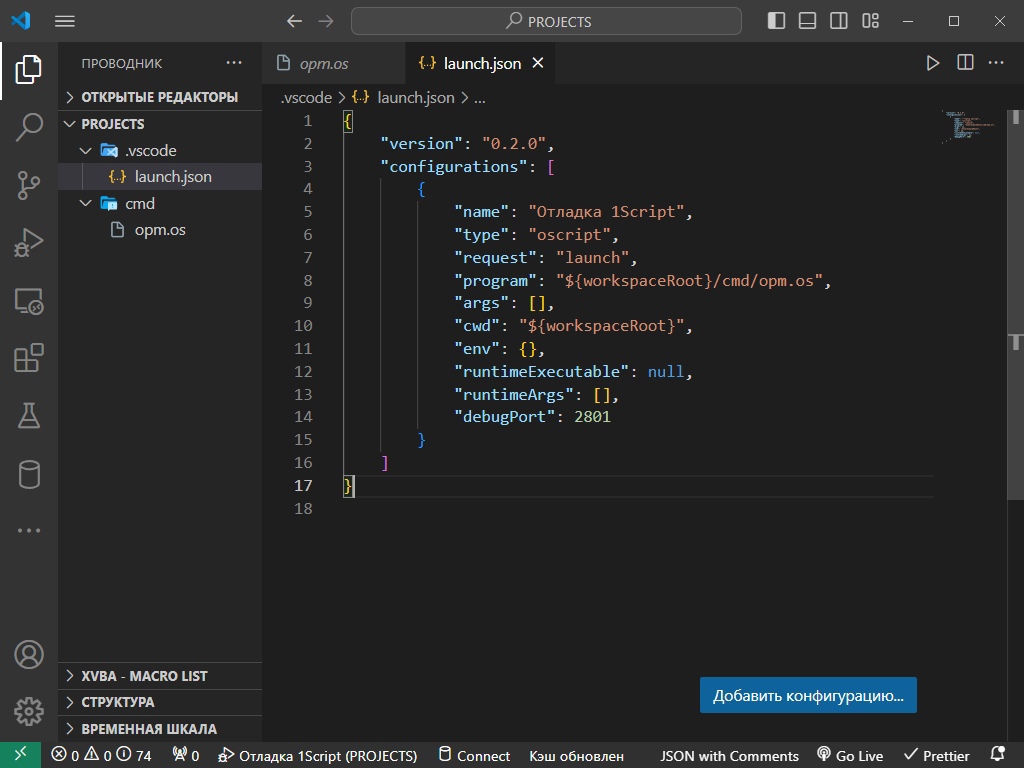 PROJECTS
ПРОВОДНИК
ОТКРЫТЫЕ РЕДАКТОРЫ
PROJECTS
.vscode
{..} launch.json
cmd
opm.os
XVBA - MACRO LIST
СТРУКТУРА
ВРЕМЕННАЯ ШКАЛА
opm.os
{..} launch.json
.vscode > {..} launch.json > ...
1 {
2 "version": "0.2.0",
3 "configurations": [
4 {
5 "name": "Отладка 1Script",
6 "type": "oscript",
7 "request": "launch",
8 "program": "${workspaceRoot}/cmd/opm.os",
9 "args": [],
10 "cwd": "${workspaceRoot}",
11 "env": {},
12 "runtimeExecutable": null,
13 "runtimeArgs": [],
14 "debugPort": 2801
15 }
16 ]
17 }
18
Добавить конфигурацию...
0 0 74 0 Отладка 1Script (PROJECTS) Connect Кэш обновлен JSON with Comments Go Live Prettier